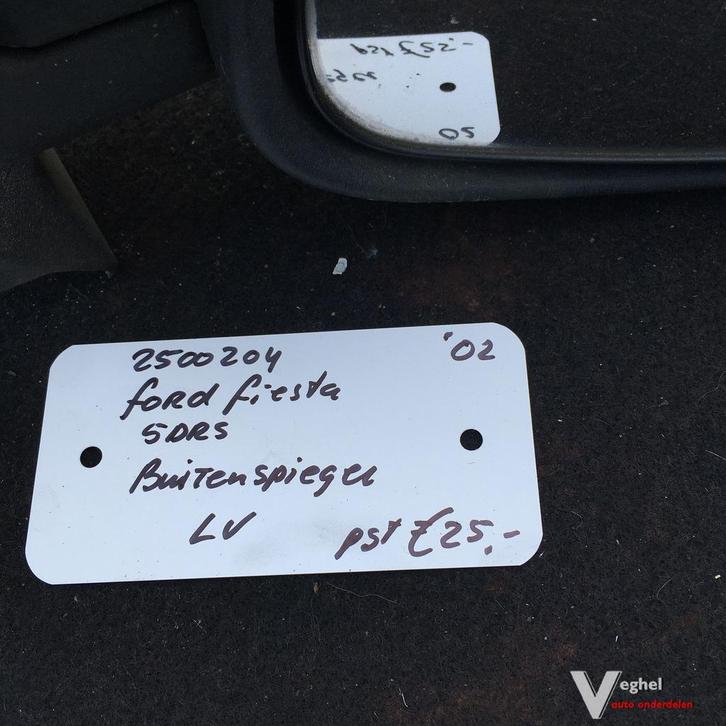 2500204 '02
ford fiesta
5DRS
Buitenspiegel
LV pst €25,-
Veghel
auto onderdelen